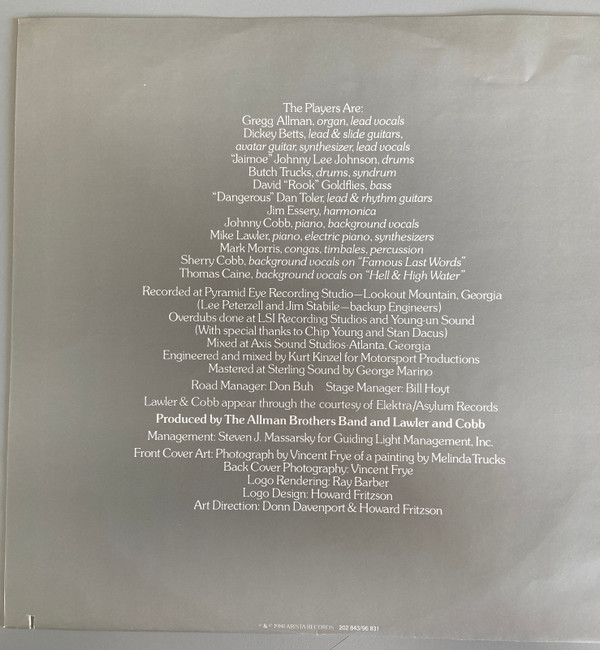 The Players Are:
Gregg Allman, organ, lead vocals
Dickey Betts, lead & slide guitars,
avatar guitar, synthesizer, lead vocals
"Jaimoe" Johnny Lee Johnson, drums
Butch Trucks, drums, syndrum
David "Rook" Goldflies, bass
"Dangerous" Dan Toler, lead & rhythm guitars
Jim Essery, harmonica
Johnny Cobb, piano, background vocals
Mike Lawler, piano, electric piano, synthesizers
Mark Morris, congas, timbales, percussion
Sherry Cobb, background vocals on "Famous Last Words"
Thomas Caine, background vocals on "Hell & High Water"
Recorded at Pyramid Eye Recording Studio—Lookout Mountain, Georgia
(Lee Peterzell and Jim Stabile—backup Engineers)
Overdubs done at LSI Recording Studios and Young-un Sound
(With special thanks to Chip Young and Stan Dacus)
Mixed at Axis Sound Studios-Atlanta, Georgia
Engineered and mixed by Kurt Kinzel for Motorsport Productions
Mastered at Sterling Sound by George Marino
Road Manager: Don Buh Stage Manager: Bill Hoyt
Lawler & Cobb appear through the courtesy of Elektra/Asylum Records
Produced by The Allman Brothers Band and Lawler and Cobb
Management: Steven J. Massarsky for Guiding Light Management, Inc.
Front Cover Art: Photograph by Vincent Frye of a painting by Melinda Trucks
Back Cover Photography: Vincent Frye
Logo Rendering: Ray Barber
Logo Design: Howard Fritzson
Art Direction: Donn Davenport & Howard Fritzson
ARISTA RECORDS 202 643/96 831